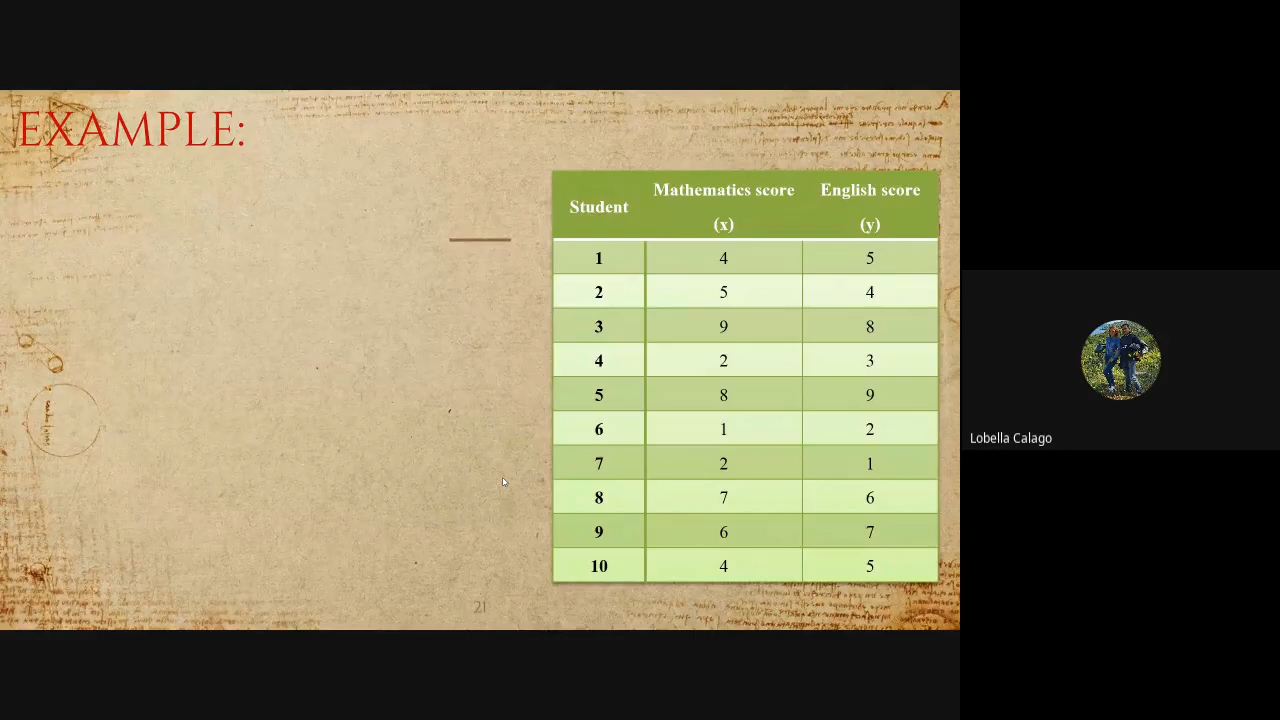 EXAMPLE:
Student Mathematics score (x) English score (y)
1 4 5
2 5 4
3 9 8
4 2 3
5 8 9
6 1 2
7 2 1
8 7 6
9 6 7
10 4 5
21
Lobella Calago